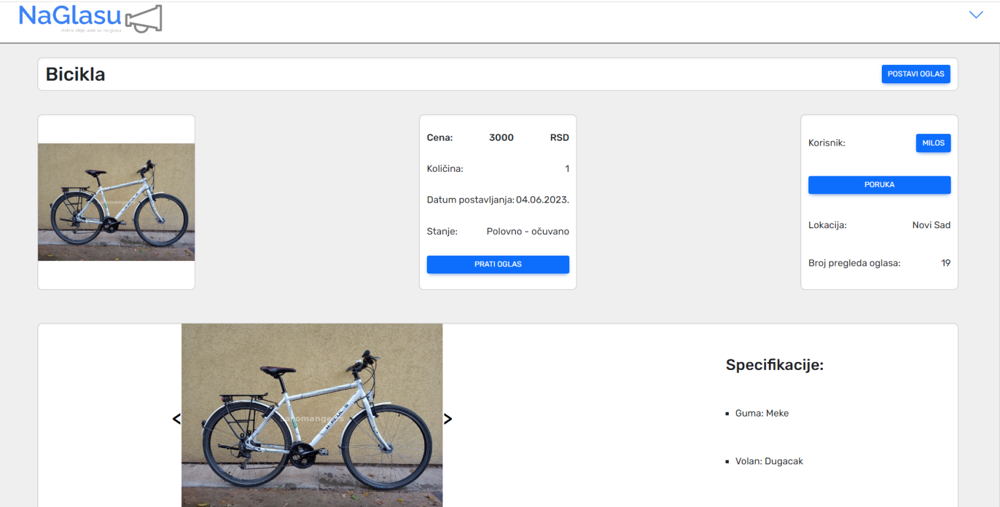 NaGlasu
dobre ideje uvek su na glasu
Bicikla
POSTAVI OGLAS
Cena: 3000 RSD
Količina: 1
Datum postavljanja: 04.06.2023.
Stanje: Polovno - očuvano
PRATI OGLAS
Korisnik: MILOS
PORUKA
Lokacija: Novi Sad
Broj pregleda oglasa: 19
<
>
Specifikacije:
▪ Guma: Meke
▪ Volan: Dugacak